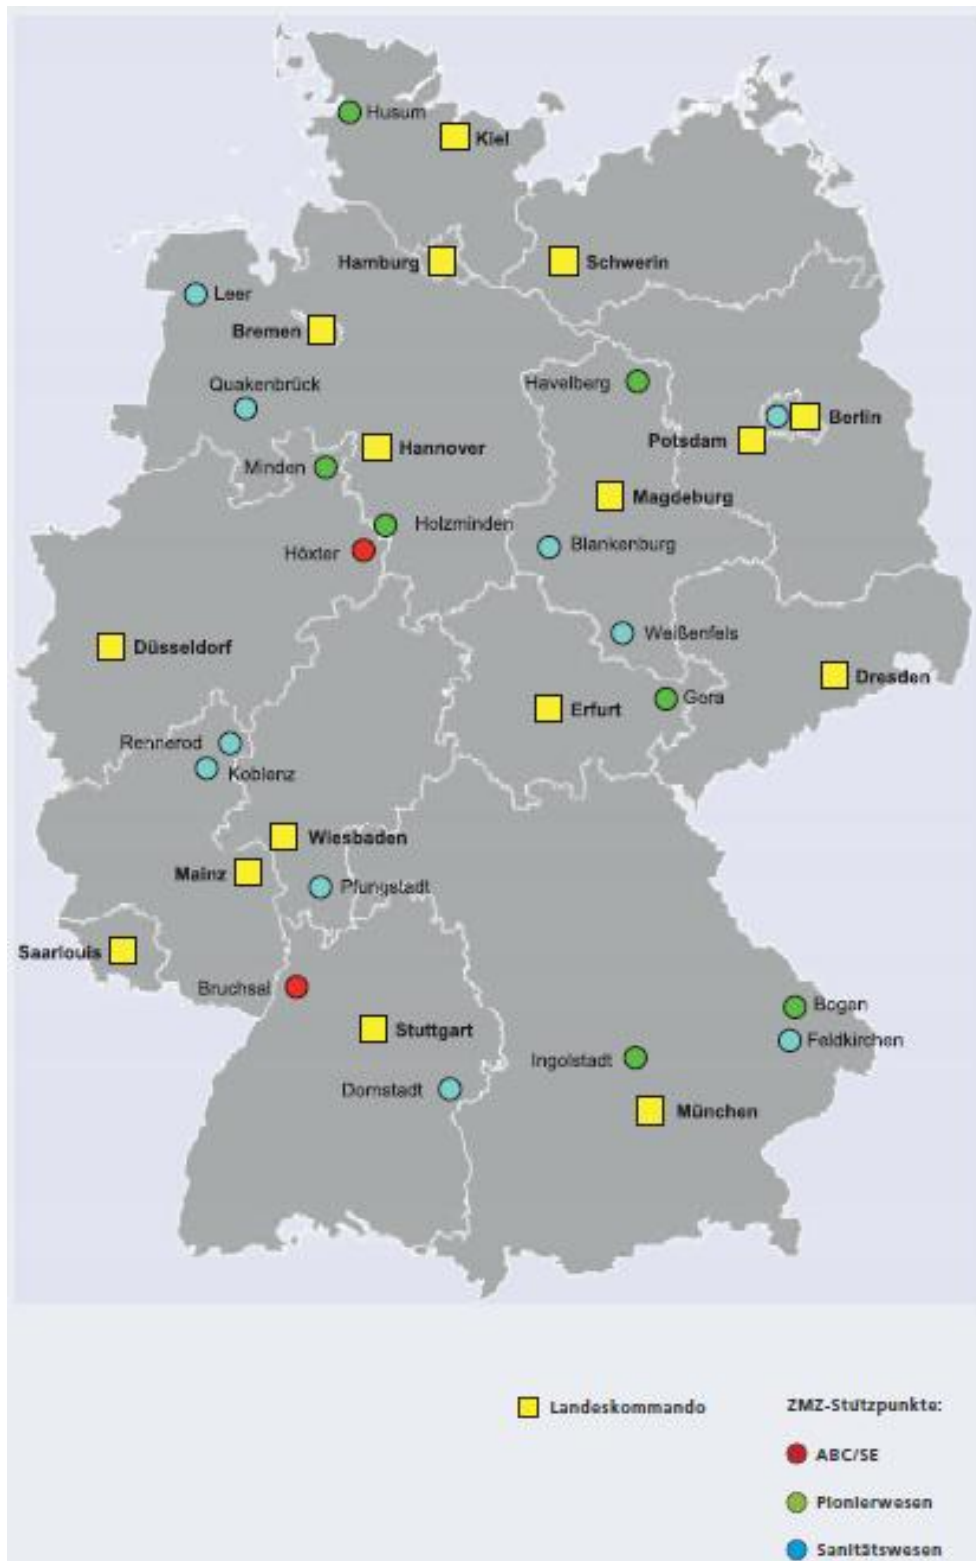 Husum
Kiel
Hamburg
Schwerin
Leer
Bremen
Quakenbrück
Havelberg
Berlin
Potsdam
Hannover
Minden
Magdeburg
Holzminden
Höxter
Blankenburg
Weißenfels
Düsseldorf
Dresden
Gera
Erfurt
Rennerod
Koblenz
Wiesbaden
Mainz
Pfungstadt
Saarlouis
Bruchsal
Bogen
Stuttgart
Feldkirchen
Ingolstadt
Dornstadt
München
Landeskommando
ZMZ-Stützpunkte:
ABC/SE
Pionierwesen
Sanitätswesen